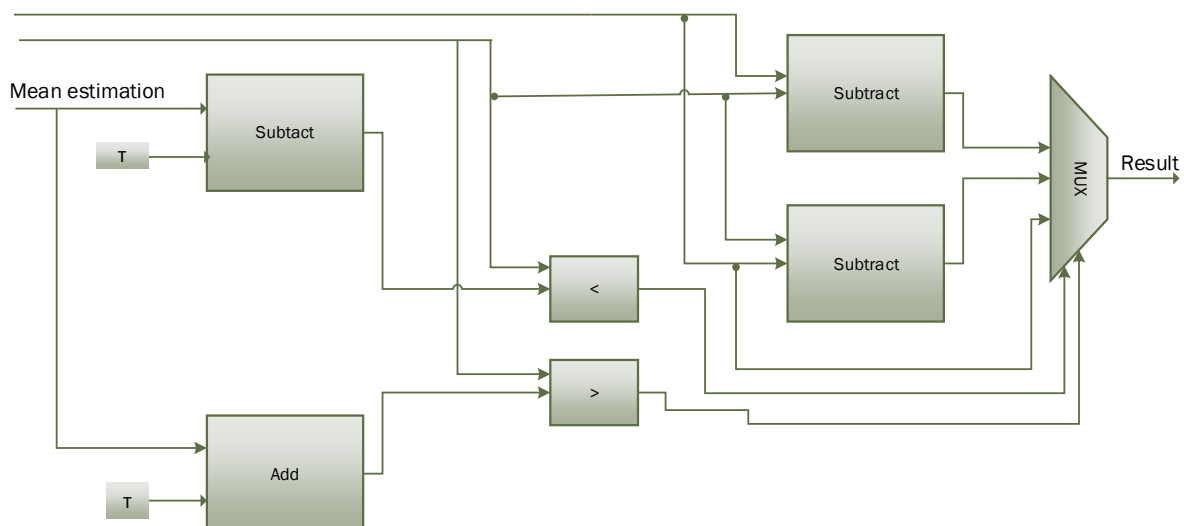 Mean estimation
Subtact
T
Subtract
Subtract
MUX
Result
<
>
Add
T